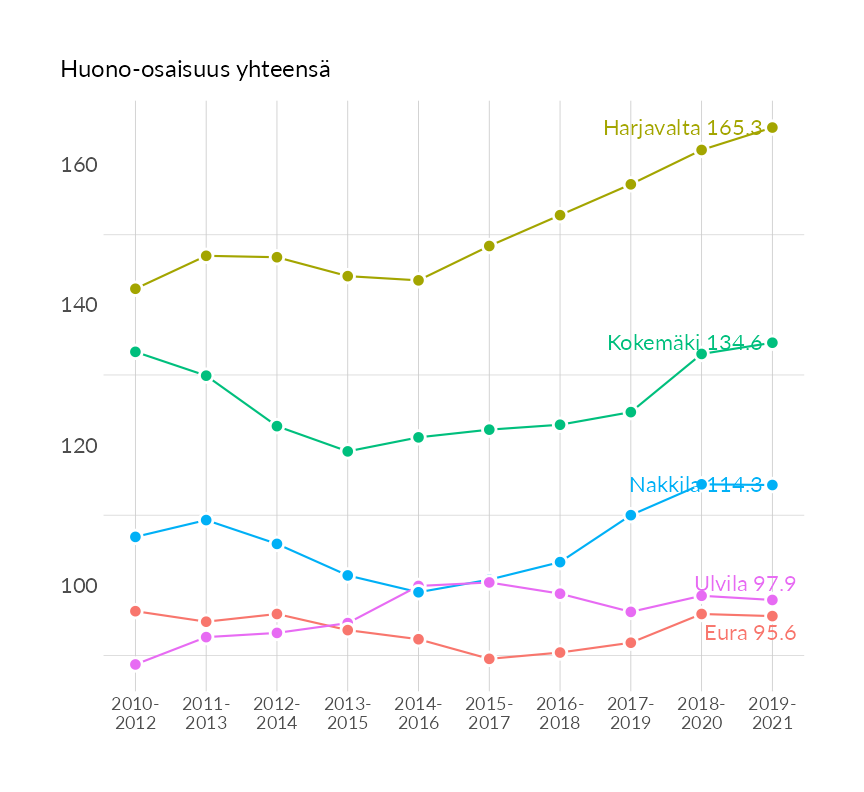 Huono-osaisuus yhteensä
Harjavalta 165.3
160
140
Kokemäki 134.6
120
Nakkila 114.3
100
Ulvila 97.9
Eura 95.6
2010- 2011- 2012- 2013- 2014- 2015- 2016- 2017- 2018- 2019-
2012 2013 2014 2015 2016 2017 2018 2019 2020 2021